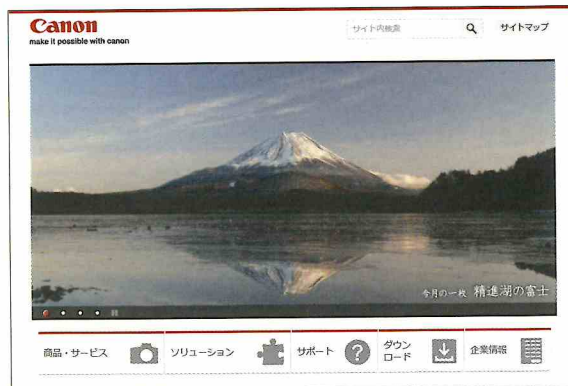 Canon
make it possible with canon
サイト内検索
サイトマップ
今月の一枚 精進湖の富士
商品・サービス
ソリューション
サポート
ダウン
ロード
企業情報